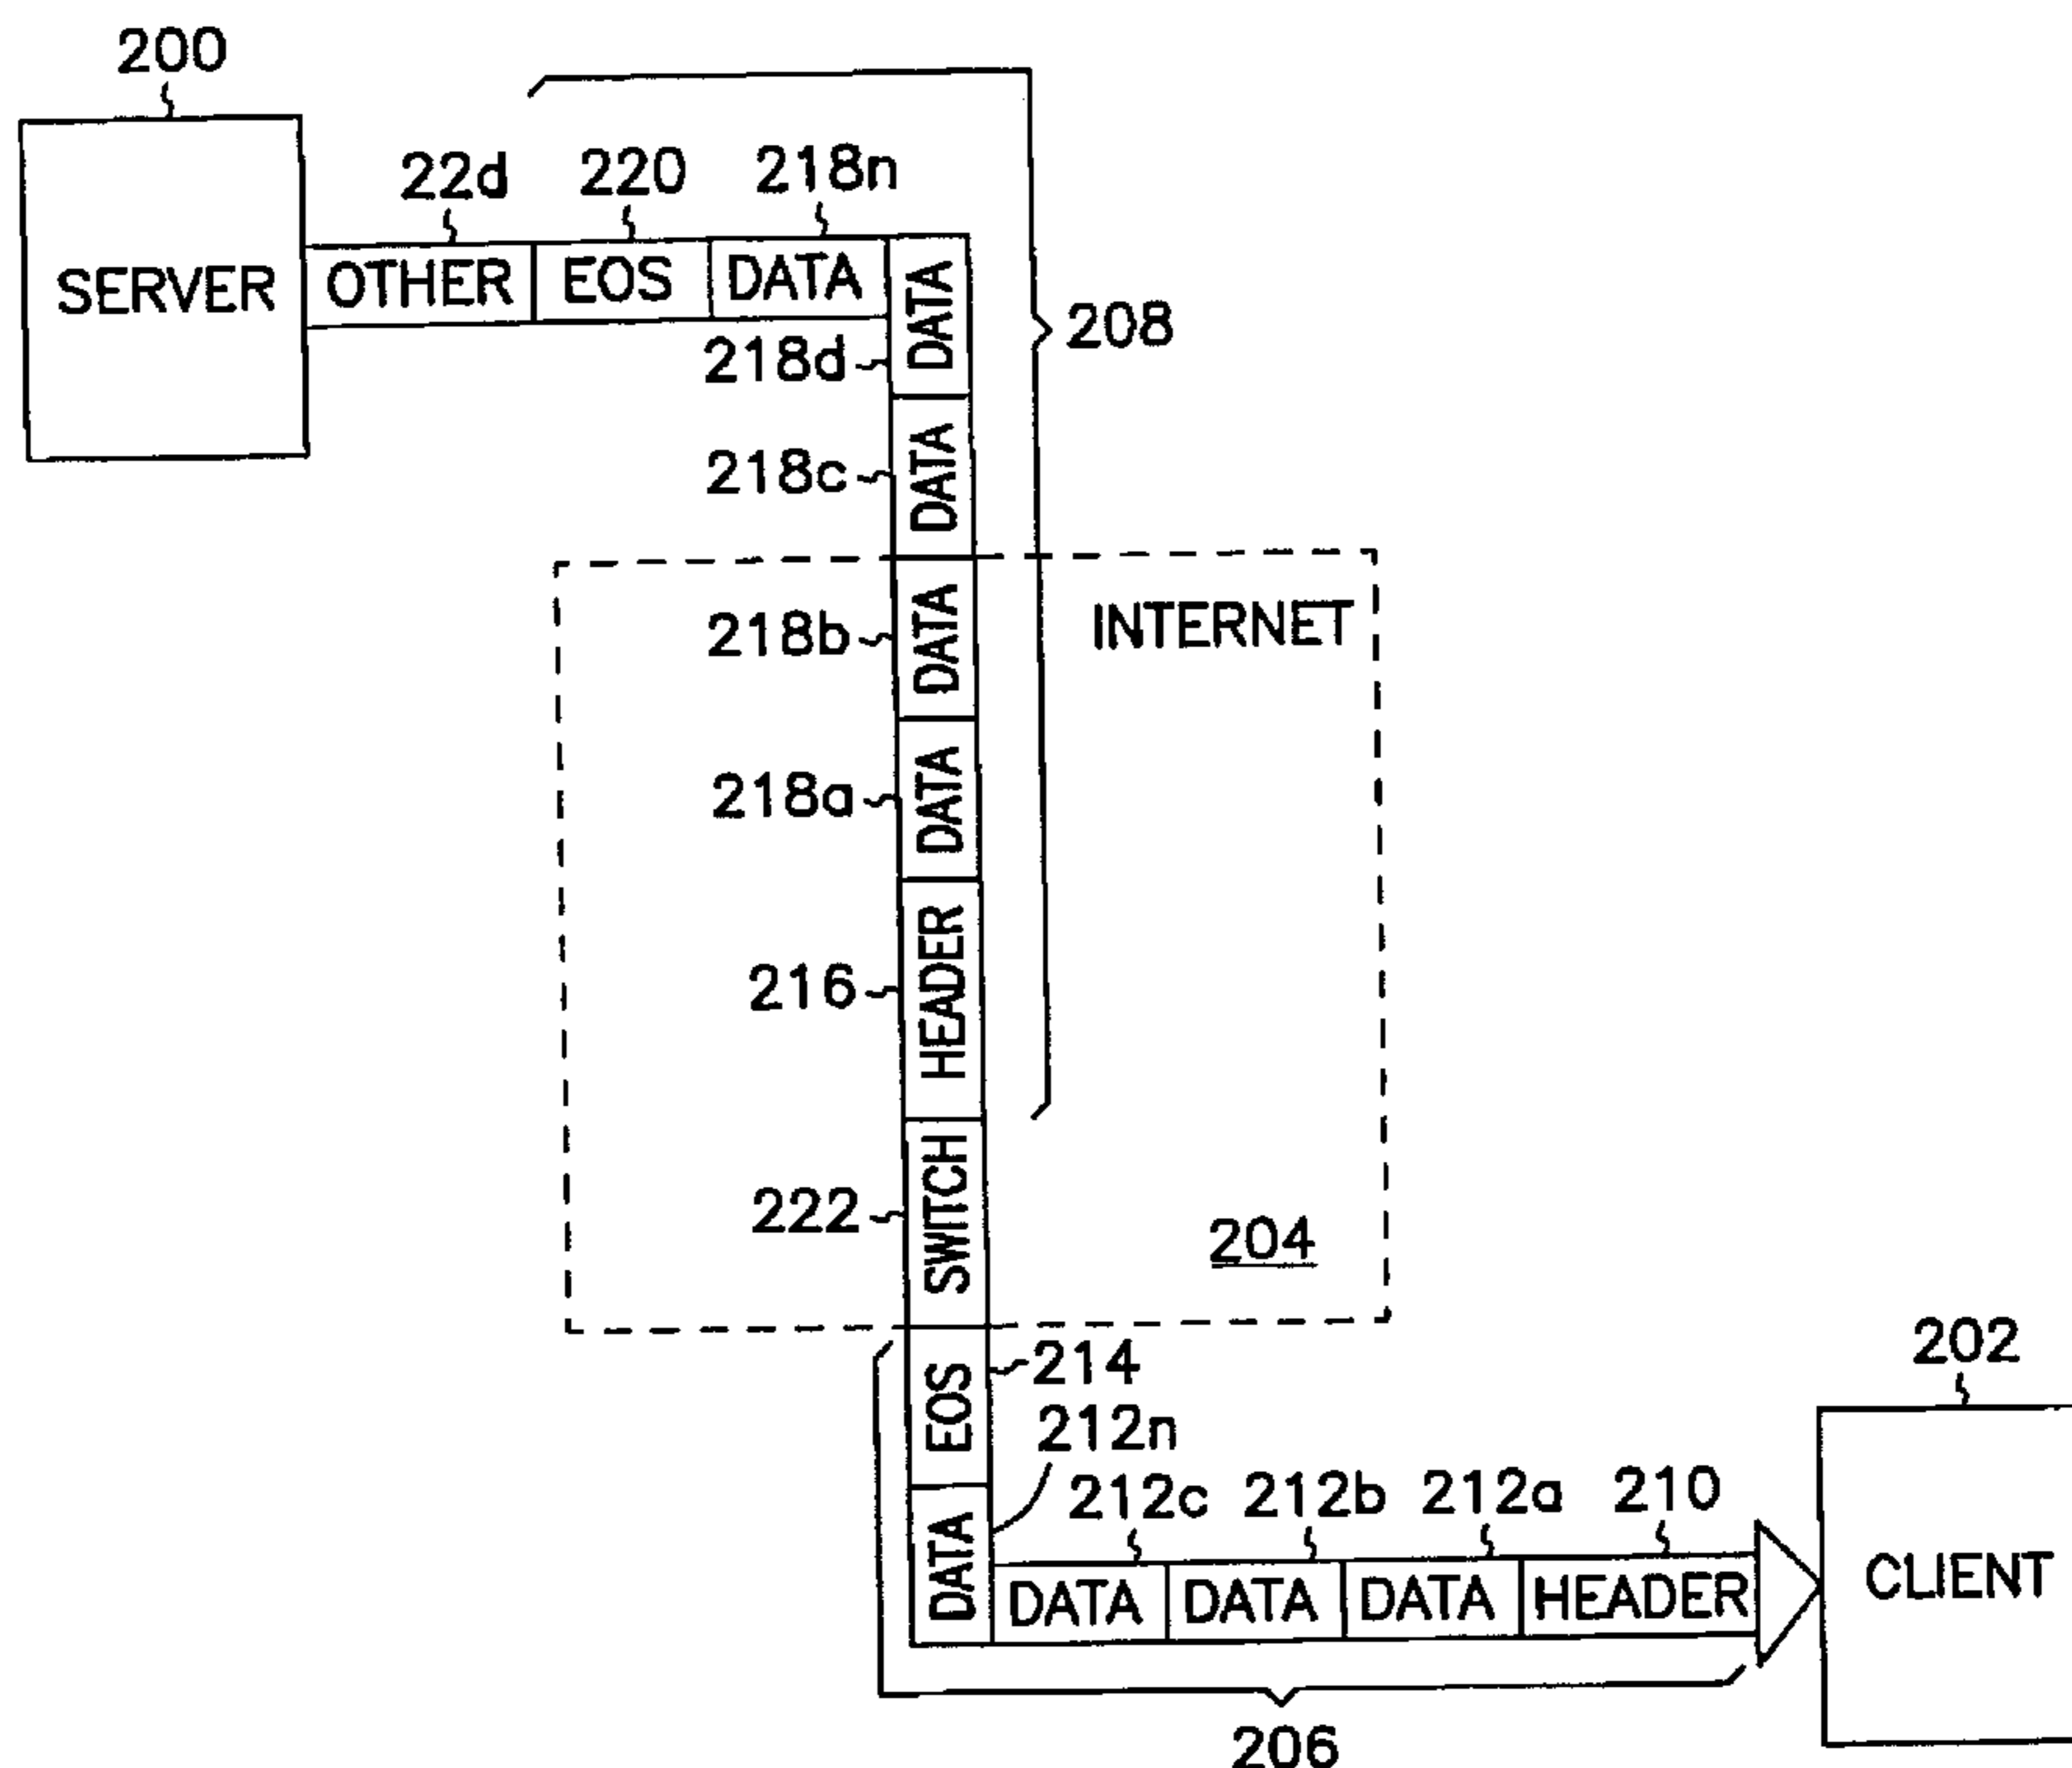 200
22d 220 218n
SERVER OTHER EOS DATA
DATA
208
218d
218c DATA
218b DATA
INTERNET
218a DATA
216 HEADER
222 SWITCH
204
EOS 214
202
212n
212c 212b 212a 210
DATA
DATA DATA DATA HEADER
CLIENT
206